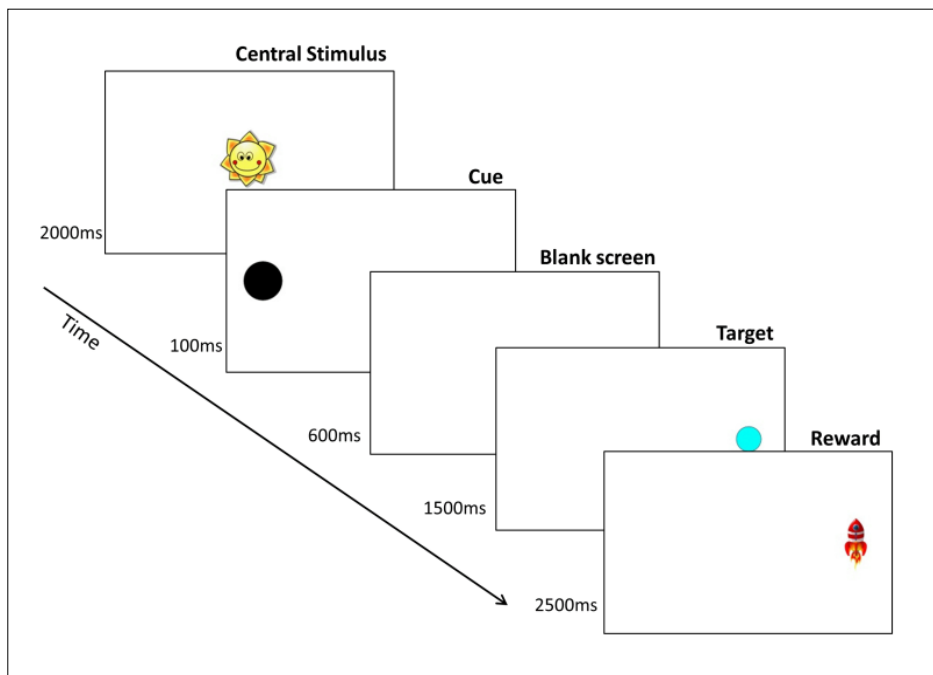 Central Stimulus
2000ms
Cue
100ms
Blank screen
600ms
Target
1500ms
Reward
2500ms
Time